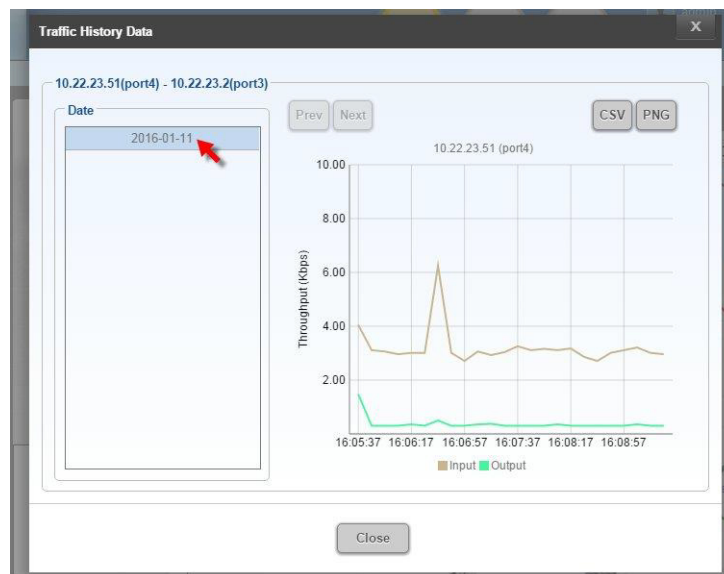 admin
Traffic History Data
X
10.22.23.51(port4) - 10.22.23.2(port3)
Date
2016-01-11
Prev Next CSV PNG
10.22.23.51 (port4)
Throughput (Kbps)
10.00
8.00
6.00
4.00
2.00
16:05:37 16:06:17 16:06:57 16:07:37 16:08:17 16:08:57
Input Output
Close